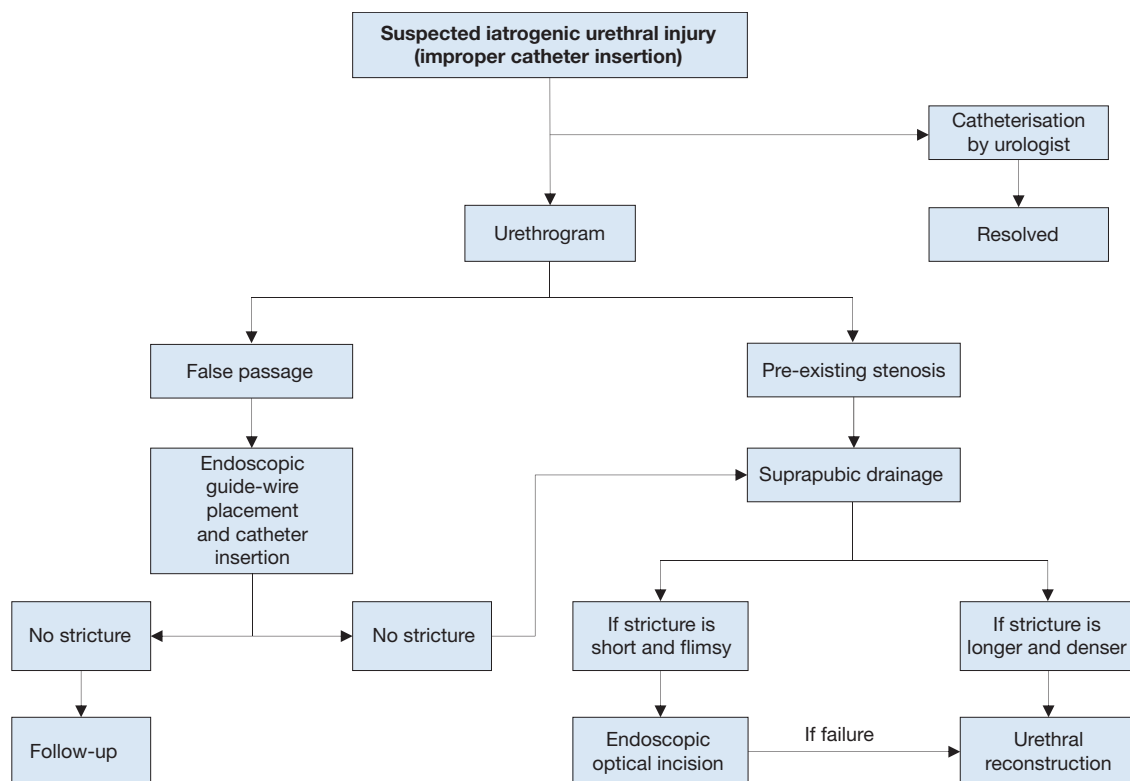 Suspected iatrogenic urethral injury
(improper catheter insertion)
Catheterisation
by urologist
Urethrogram
Resolved
False passage
Pre-existing stenosis
Endoscopic
guide-wire
placement
and catheter
insertion
Suprapubic drainage
No stricture
No stricture
If stricture is
short and flimsy
If stricture is
longer and denser
Follow-up
Endoscopic
optical incision
If failure
Urethral
reconstruction